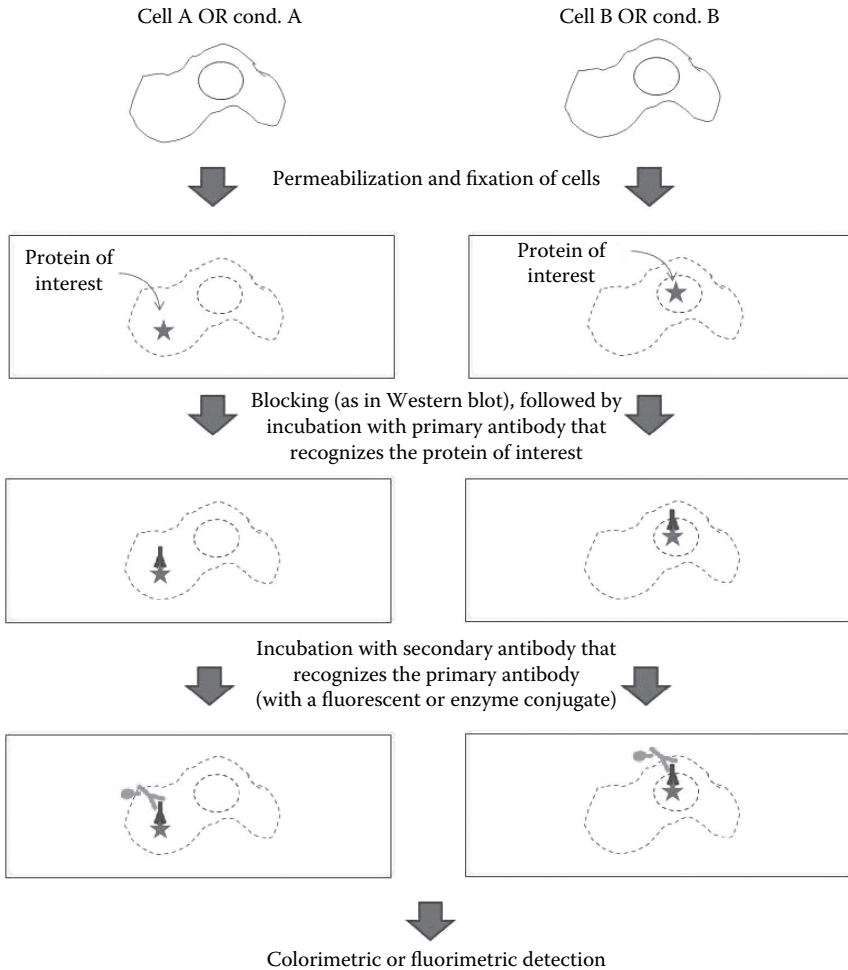 Cell A OR cond. A
Cell B OR cond. B
Permeabilization and fixation of cells
Protein of
interest
Protein of
interest
Blocking (as in Western blot), followed by
incubation with primary antibody that
recognizes the protein of interest
Incubation with secondary antibody that
recognizes the primary antibody
(with a fluorescent or enzyme conjugate)
Colorimetric or fluorimetric detection